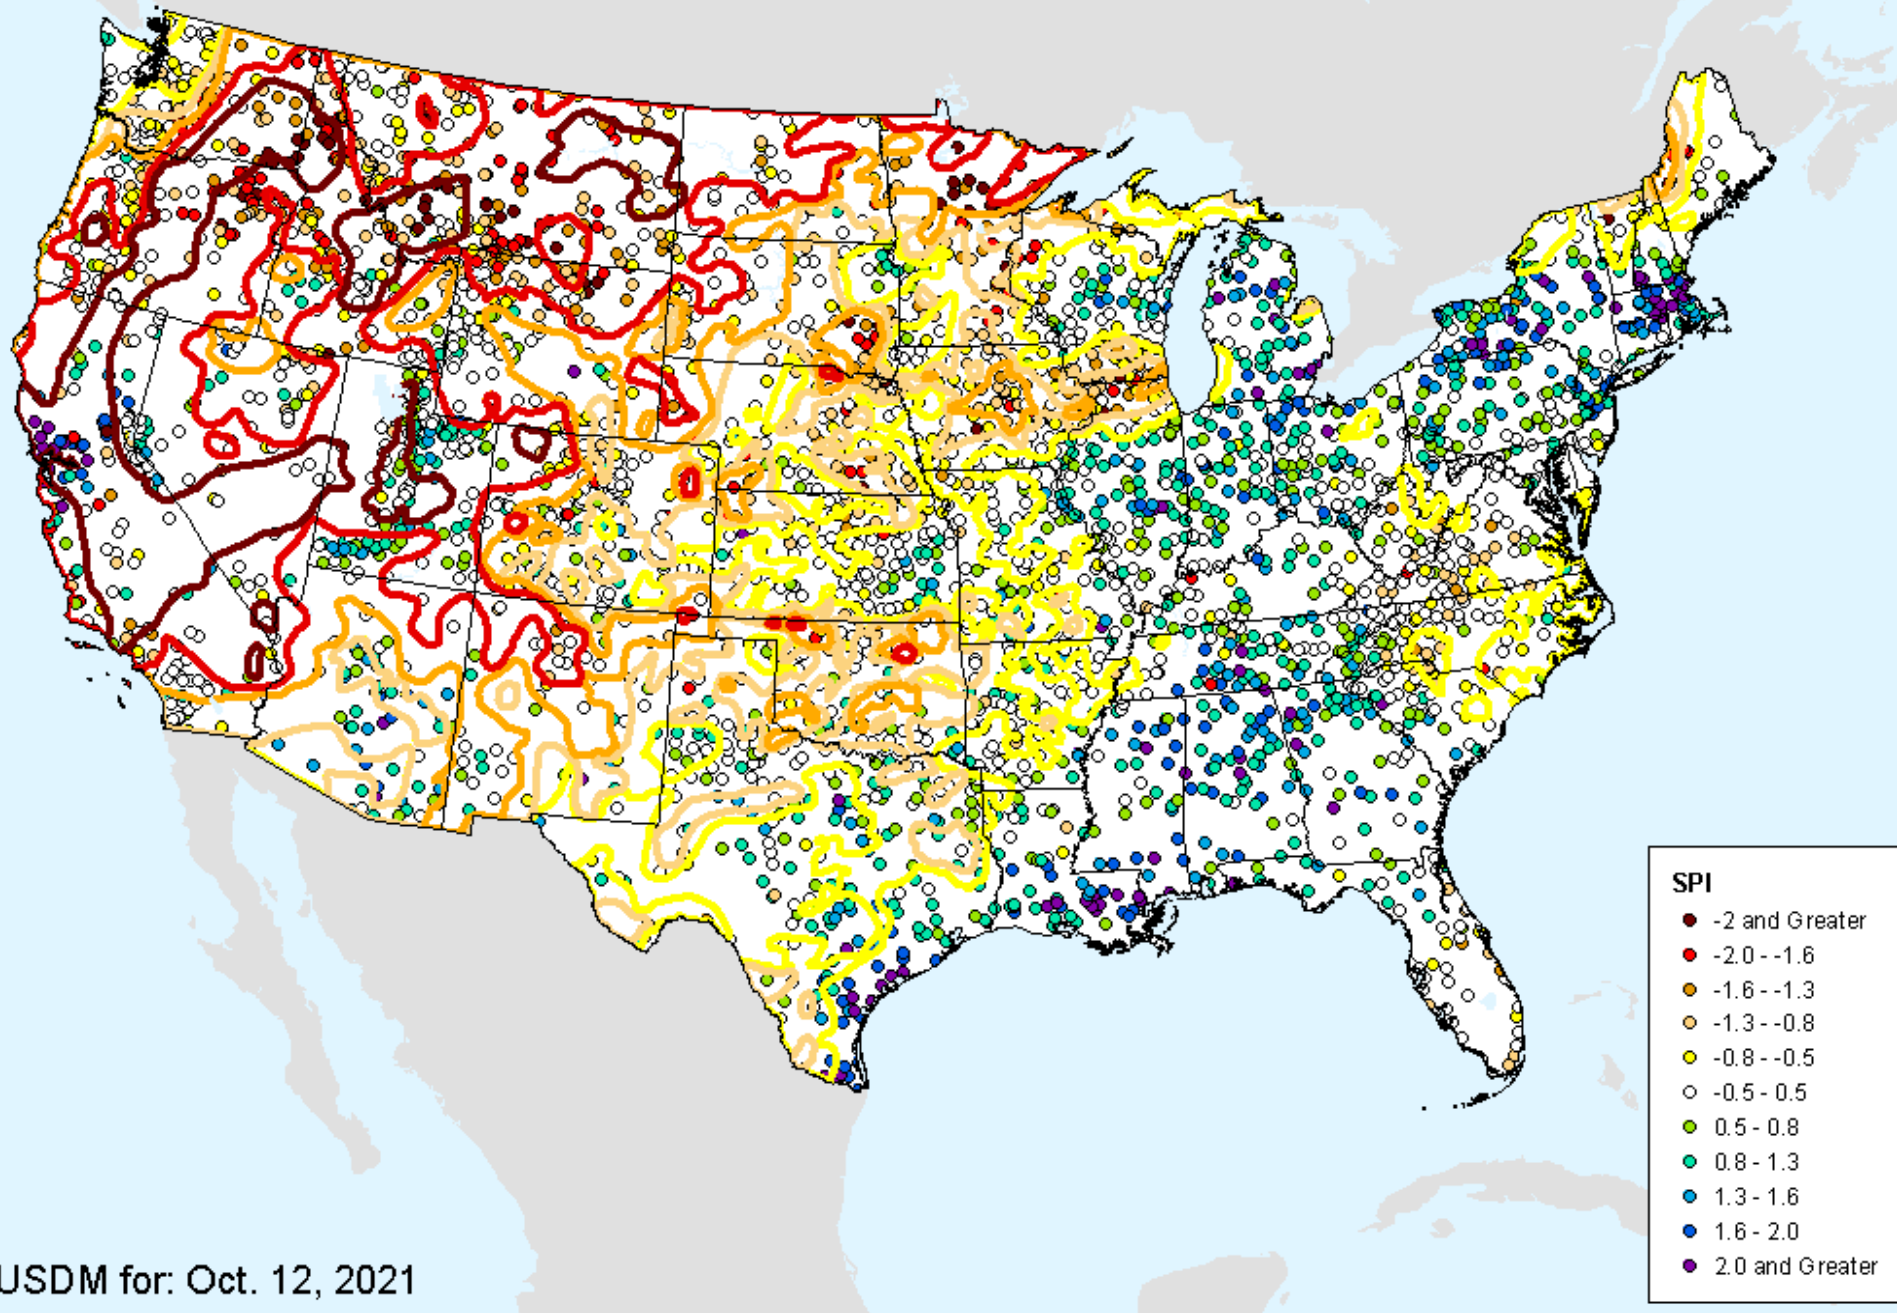 SPI
-2 and Greater
-2.0 - -1.6
-1.6 - -1.3
-1.3 - -0.8
-0.8 - -0.5
-0.5 - 0.5
0.5 - 0.8
0.8 - 1.3
1.3 - 1.6
1.6 - 2.0
2.0 and Greater
USDM for: Oct. 12, 2021